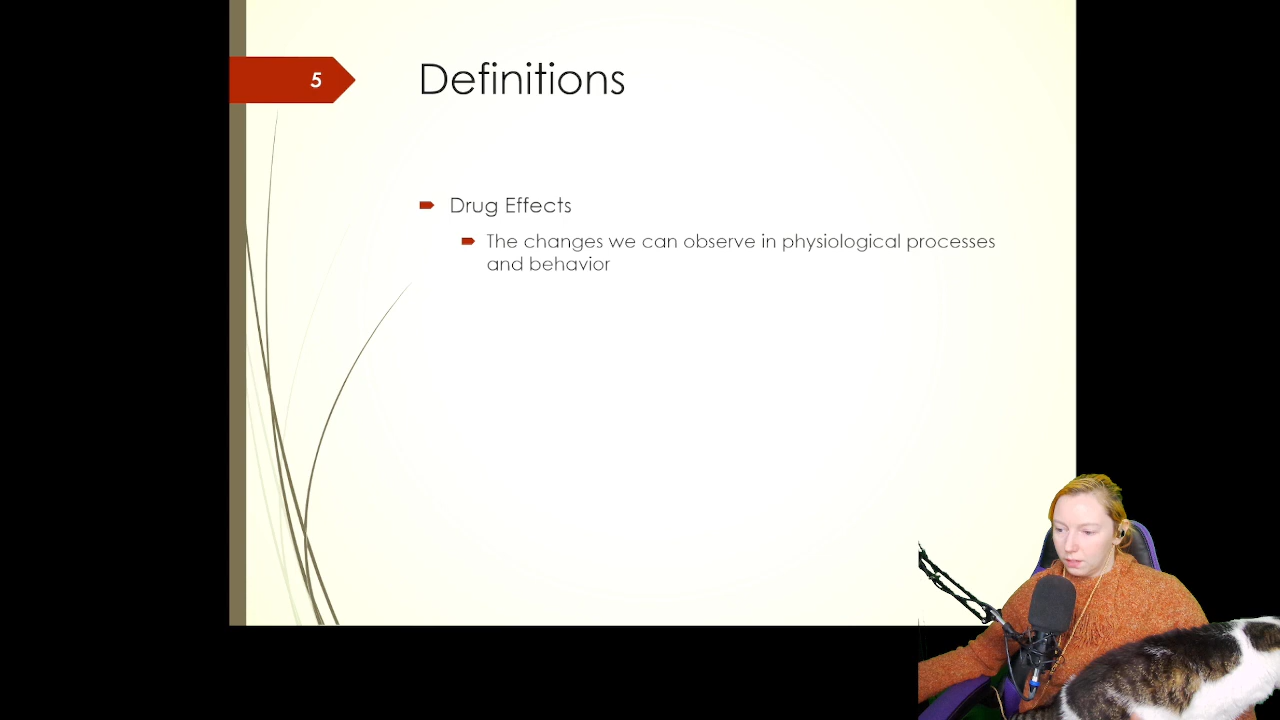 5
Definitions
Drug Effects
The changes we can observe in physiological processes
and behavior